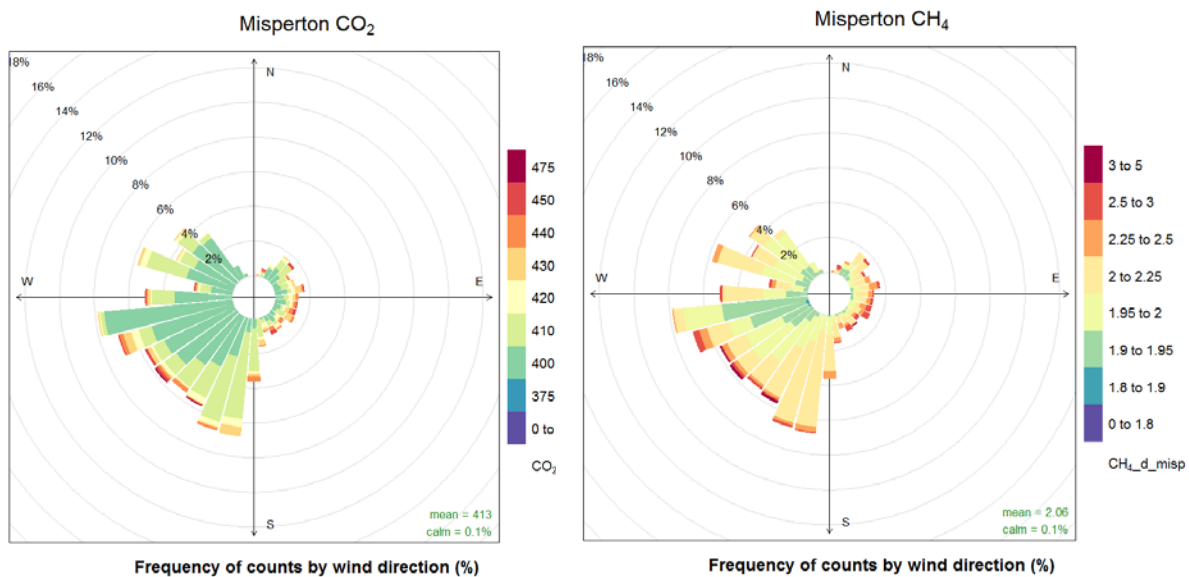 Misperton CO₂
18%
16%
14%
12%
10%
8%
6%
4%
2%
N
W
E
S
mean = 413
calm = 0.1%
475
450
440
430
420
410
400
375
0 to
CO₂
Frequency of counts by wind direction (%)
Misperton CH₄
18%
16%
14%
12%
10%
8%
6%
4%
2%
N
W
E
S
mean = 2.06
calm = 0.1%
3 to 5
2.5 to 3
2.25 to 2.5
2 to 2.25
1.95 to 2
1.9 to 1.95
1.8 to 1.9
0 to 1.8
CH₄_d_misp
Frequency of counts by wind direction (%)